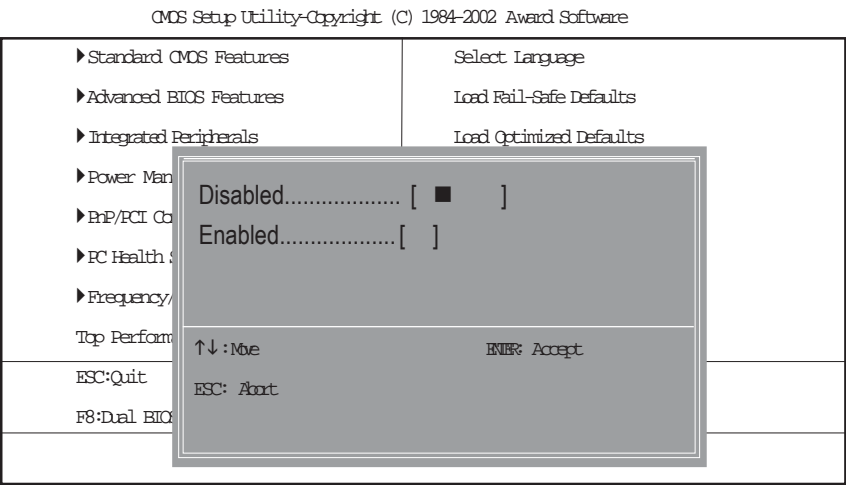 CMOS Setup Utility-Copyright (C) 1984-2002 Award Software
Standard CMOS Features
Select Language
Advanced BIOS Features
Load Fail-Safe Defaults
Integrated Peripherals
Load Optimized Defaults
Power Man
PnP/PCI Co
PC Health S
Frequency/
Top Perform
Disabled................... [ ■ ]
Enabled...................[ ]
↑↓:Move
ENTER: Accept
ESC: Abort
ESC:Quit
F8:Dual BIOS